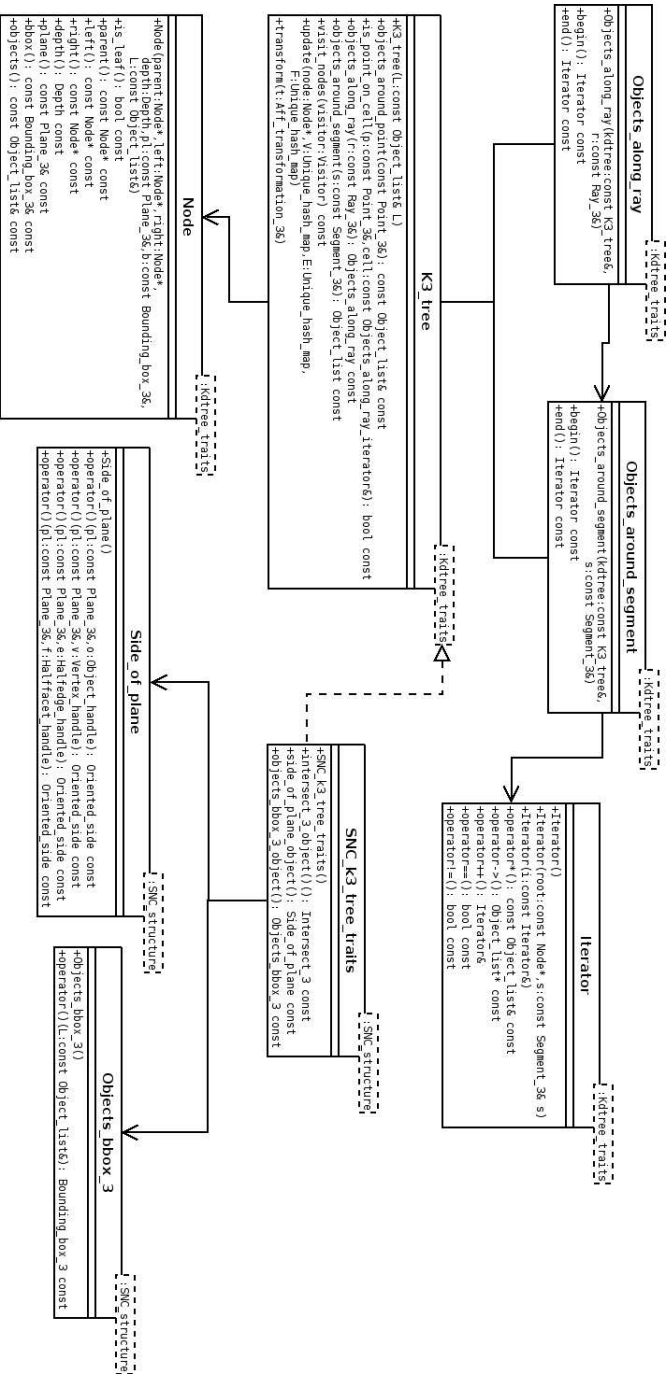 Objects_along_ray
:Kdtree_traits
+Objects_along_ray(kdtree:const K3_tree&,
r:const Ray_3&)
+begin(): Iterator const
+end(): Iterator const
Objects_around_segment
:Kdtree_traits
+Objects_around_segment(kdtree:const K3_tree&,
s:const Segment_3&)
+begin(): Iterator const
+end(): Iterator const
Iterator
:Kdtree_traits
+Iterator()
+Iterator(root:const Node*,s:const Segment_3& s)
+Iterator(i:const Iterator&)
+operator*(): const Object_list& const
+operator->(): Object_list* const
+operator++(): Iterator&
+operator==(): bool const
+operator!=(): bool const
K3_tree
:Kdtree_traits
+K3_tree(L:const Object_list& L)
+objects_around_point(const Point_3&): const Object_list& const
+is_point_on_cell(p:const Point_3&,cell:const Objects_along_ray_iterator&): bool const
+objects_along_ray(r:const Ray_3&): Objects_along_ray const
+objects_around_segment(s:const Segment_3&): Object_list const
+visit_nodes(visitor:Visitor) const
+update(node:Node*,V:Unique_hash_map,E:Unique_hash_map,
F:Unique_hash_map)
+transform(t:Aff_transformation_3&)
SNC_k3_tree_traits
:SNC_structure
+SNC_k3_tree_traits()
+intersect_3_object()(): Intersect_3 const
+side_of_plane_object(): Side_of_plane const
+objects_bbox_3_object(): Objects_bbox_3 const
Node
:Kdtree_traits
+Node(parent:Node*,left:Node*,right:Node*,
depth:Depth,pl:const Plane_3&,b:const Bounding_box_3&,
L:const Object_list&)
+is_leaf(): bool const
+parent(): const Node* const
+left(): const Node* const
+right(): const Node* const
+depth(): Depth const
+plane(): const Plane_3& const
+bbox(): const Bounding_box_3& const
+objects(): const Object_list& const
Side_of_plane
:SNC_structure
+Side_of_plane()
+operator()(pl:const Plane_3&,o:Object_handle): Oriented_side const
+operator()(pl:const Plane_3&,v:Vertex_handle): Oriented_side const
+operator()(pl:const Plane_3&,e:Halfedge_handle): Oriented_side const
+operator()(pl:const Plane_3&,f:Halffacet_handle): Oriented_side const
Objects_bbox_3
:SNC_structure
+Objects_bbox_3()
+operator()(L:const Object_list&): Bounding_box_3 const